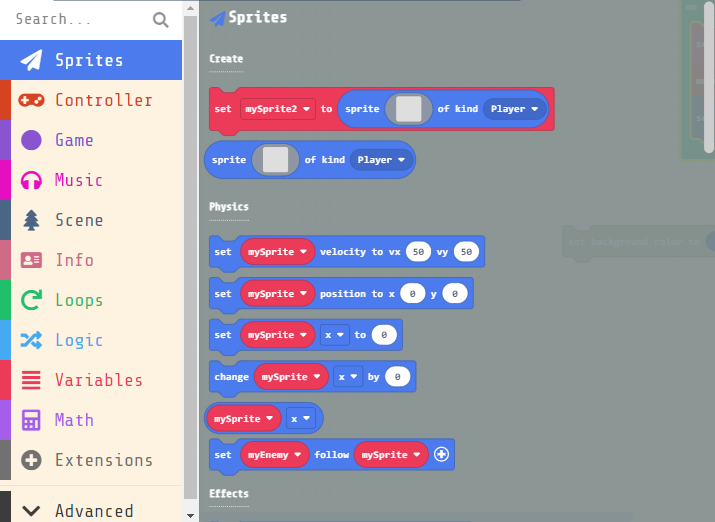 Search...
Sprites
Controller
Game
Music
Scene
Info
Loops
Logic
Variables
Math
Extensions
Advanced
Sprites
Create
set mySprite2 to sprite of kind Player
sprite of kind Player
Physics
set mySprite velocity to vx 50 vy 50
set mySprite position to x 0 y 0
set mySprite x to 0
change mySprite x by 0
mySprite x
set myEnemy follow mySprite
Effects
set background color to